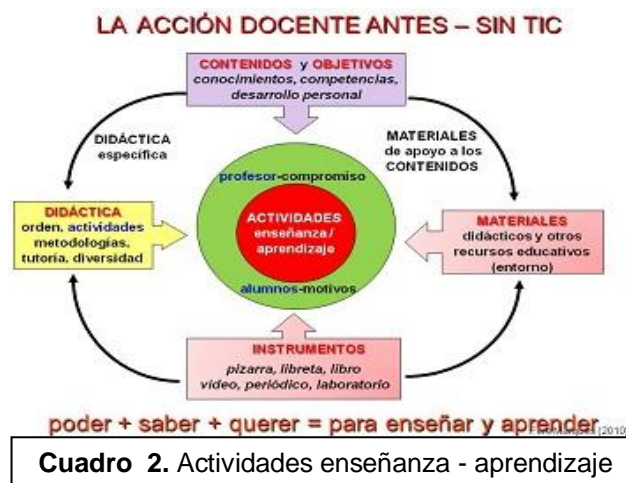 LA ACCIÓN DOCENTE ANTES – SIN TIC
CONTENIDOS y OBJETIVOS
conocimientos, competencias,
desarrollo personal
DIDÁCTICA
específica
MATERIALES
de apoyo a los
CONTENIDOS
profesor-compromiso
ACTIVIDADES
enseñanza /
aprendizaje
alumnos-motivos
DIDÁCTICA
orden, actividades
metodologías,
tutoría, diversidad
MATERIALES
didácticos y otros
recursos educativos
(entorno)
INSTRUMENTOS
pizarra, libreta, libro
vídeo, periódico, laboratorio
poder + saber + querer = para enseñar y aprender
(2010)
Cuadro 2. Actividades enseñanza - aprendizaje